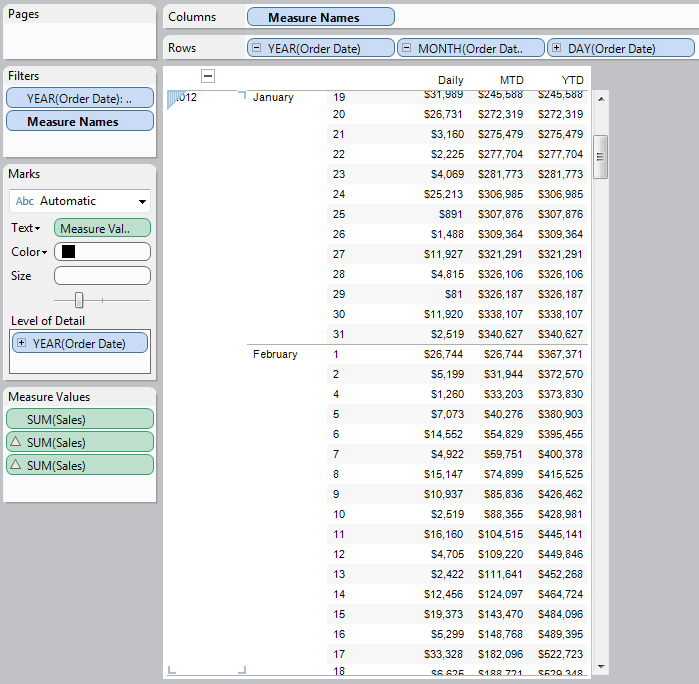 Pages
Columns
Measure Names
Rows
YEAR(Order Date)
MONTH(Order Dat..
DAY(Order Date)
Filters
YEAR(Order Date): ..
Measure Names
Marks
Abc Automatic
Text
Measure Val..
Color
Size
Level of Detail
YEAR(Order Date)
Measure Values
SUM(Sales)
SUM(Sales)
SUM(Sales)
Daily MTD YTD
January 19 $31,989 $245,588 $245,588
20 $26,731 $272,319 $272,319
21 $3,160 $275,479 $275,479
22 $2,225 $277,704 $277,704
23 $4,069 $281,773 $281,773
24 $25,213 $306,985 $306,985
25 $891 $307,876 $307,876
26 $1,488 $309,364 $309,364
27 $11,927 $321,291 $321,291
28 $4,815 $326,106 $326,106
29 $81 $326,187 $326,187
30 $11,920 $338,107 $338,107
31 $2,519 $340,627 $340,627
February 1 $26,744 $26,744 $367,371
2 $5,199 $31,944 $372,570
4 $1,260 $33,203 $373,830
5 $7,073 $40,276 $380,903
6 $14,552 $54,829 $395,455
7 $4,922 $59,751 $400,378
8 $15,147 $74,899 $415,525
9 $10,937 $85,836 $426,462
10 $2,519 $88,355 $428,981
11 $16,160 $104,515 $445,141
12 $4,705 $109,220 $449,846
13 $2,422 $111,641 $452,268
14 $12,456 $124,097 $464,724
15 $19,373 $143,470 $484,096
16 $5,299 $148,768 $489,395
17 $33,328 $182,096 $522,723
18 $6,625 $188,721 $529,348